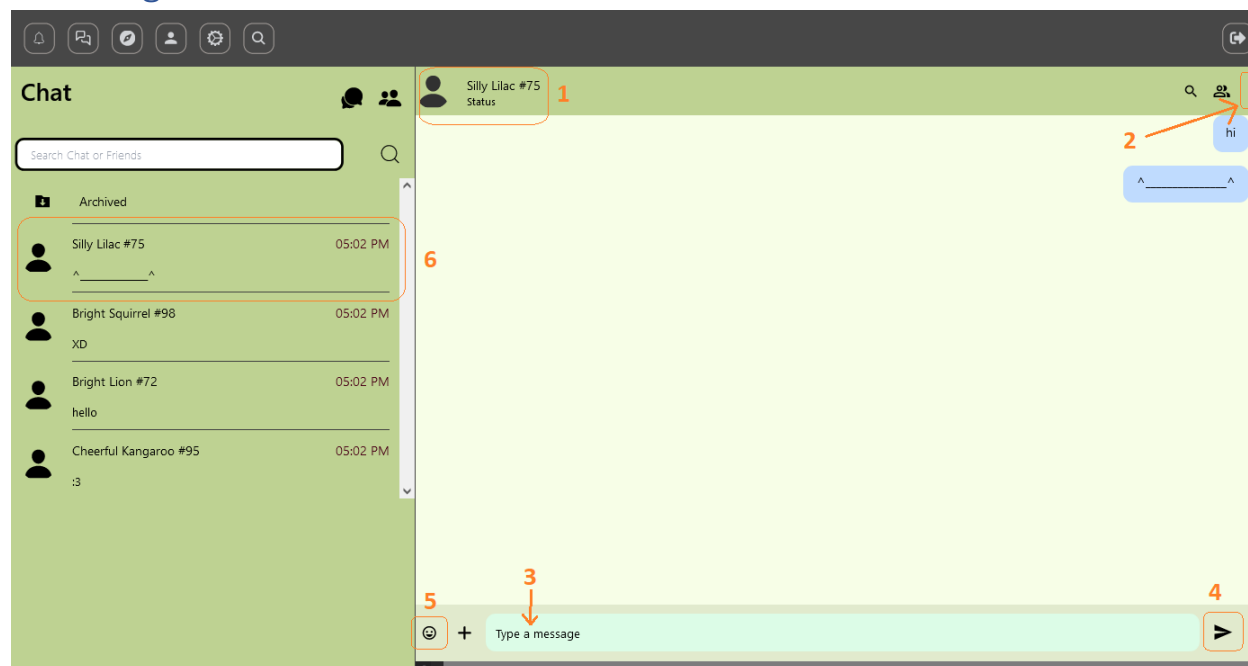 Chat
Search Chat or Friends
Archived
Silly Lilac #75 05:02 PM
^____________^
Bright Squirrel #98 05:02 PM
XD
Bright Lion #72 05:02 PM
hello
Cheerful Kangaroo #95 05:02 PM
:3
6
Silly Lilac #75
Status
1
2
hi
^______________^
3
5
4
Type a message